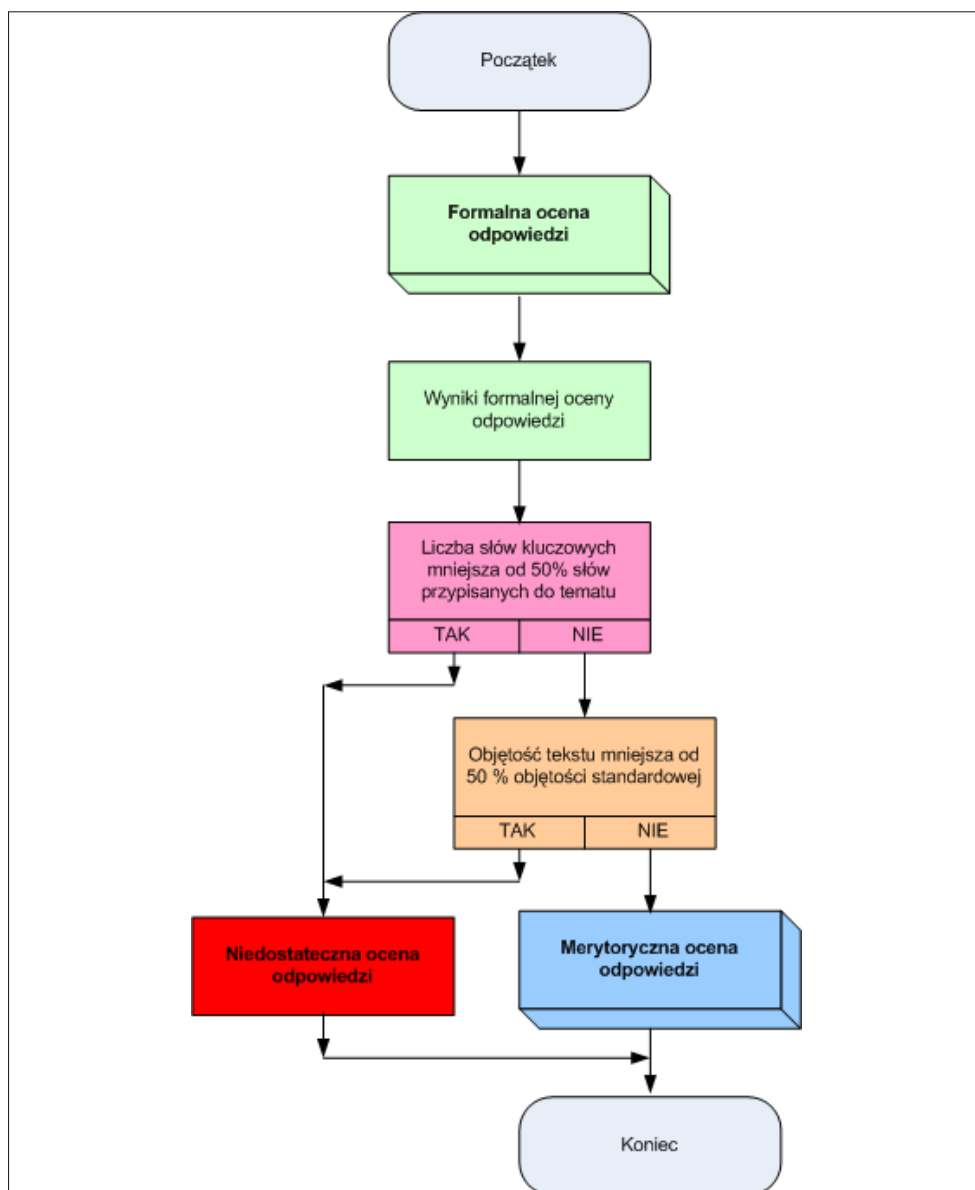 Początek
Formalna ocena
odpowiedzi
Wyniki formalnej oceny
odpowiedzi
Liczba słów kluczowych
mniejsza od 50% słów
przypisanych do tematu
TAK
NIE
Objętość tekstu mniejsza od
50 % objętości standardowej
TAK
NIE
Niedostateczna ocena
odpowiedzi
Merytoryczna ocena
odpowiedzi
Koniec